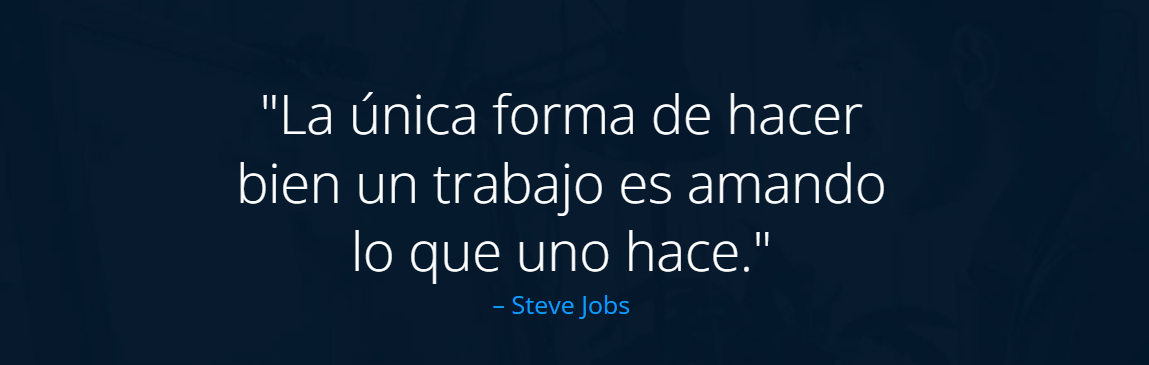 "La única forma de hacer
bien un trabajo es amando
lo que uno hace."
– Steve Jobs